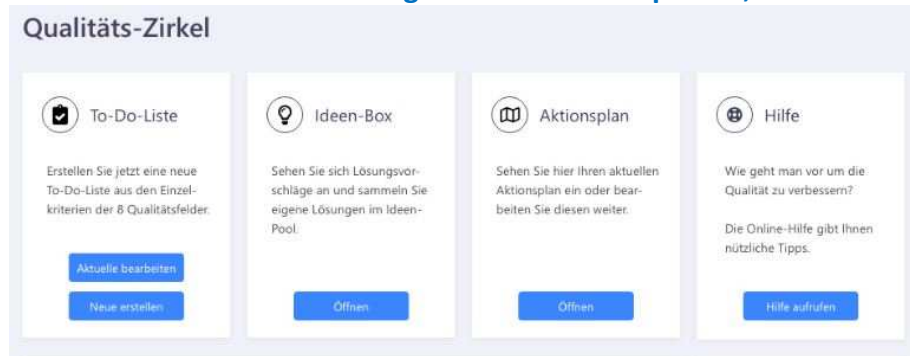 Qualitäts-Zirkel
To-Do-Liste
Erstellen Sie jetzt eine neue
To-Do-Liste aus den Einzel-
kriterien der 8 Qualitätsfelder.
Aktuelle bearbeiten
Neue erstellen
Ideen-Box
Sehen Sie sich Lösungsvor-
schläge an und sammeln Sie
eigene Lösungen im Ideen-
Pool.
Öffnen
Aktionsplan
Sehen Sie hier Ihren aktuellen
Aktionsplan ein oder bear-
beiten Sie diesen weiter.
Öffnen
Hilfe
Wie geht man vor um die
Qualität zu verbessern?
Die Online-Hilfe gibt Ihnen
nützliche Tipps.
Hilfe aufrufen